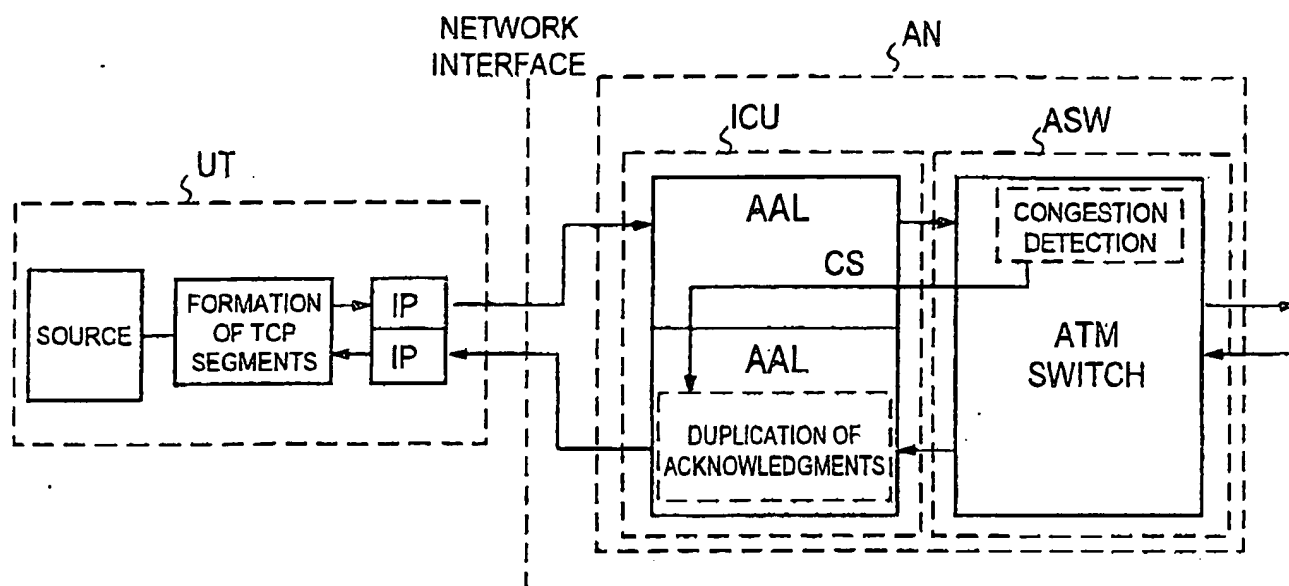 NETWORK
INTERFACE
AN
UT
ICU
ASW
SOURCE
FORMATION
OF TCP
SEGMENTS
IP
IP
AAL
CS
AAL
DUPLICATION OF
ACKNOWLEDGMENTS
CONGESTION
DETECTION
ATM
SWITCH